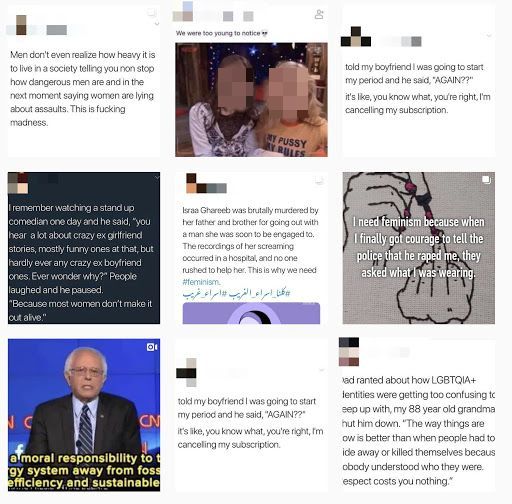 Men don't even realize how heavy it is
to live in a society telling you non stop
how dangerous men are and in the
next moment saying women are lying
about assaults. This is fucking
madness.
We were too young to notice💀
MY PUSSY
MY RULES
told my boyfriend I was going to start
my period and he said, "AGAIN??"
it's like, you know what, you're right, I'm
cancelling my subscription.
I remember watching a stand up
comedian one day and he said, "you
hear a lot about crazy ex girlfriend
stories, mostly funny ones at that, but
hardly ever any crazy ex boyfriend
ones. Ever wonder why?" People
laughed and he paused.
"Because most women don't make it
out alive."
Israa Ghareeb was brutally murdered by
her father and brother for going out with
a man she was soon to be engaged to.
The recordings of her screaming
occurred in a hospital, and no one
rushed to help her. This is why we need
#feminism.
#كلنا_اسراء_الغريب #اسراء_غريب
I need feminism because when
I finally got courage to tell the
police that he raped me, they
asked what I was wearing.
CN
a moral responsibility to t
gy system away from foss
efficiency and sustainable
told my boyfriend I was going to start
my period and he said, "AGAIN??"
it's like, you know what, you're right, I'm
cancelling my subscription.
ad ranted about how LGBTQIA+
dentities were getting too confusing to
eep up with, my 88 year old grandma
hut him down. "The way things are
ow is better than when people had to
ide away or killed themselves becaus
obody understood who they were.
espect costs you nothing."